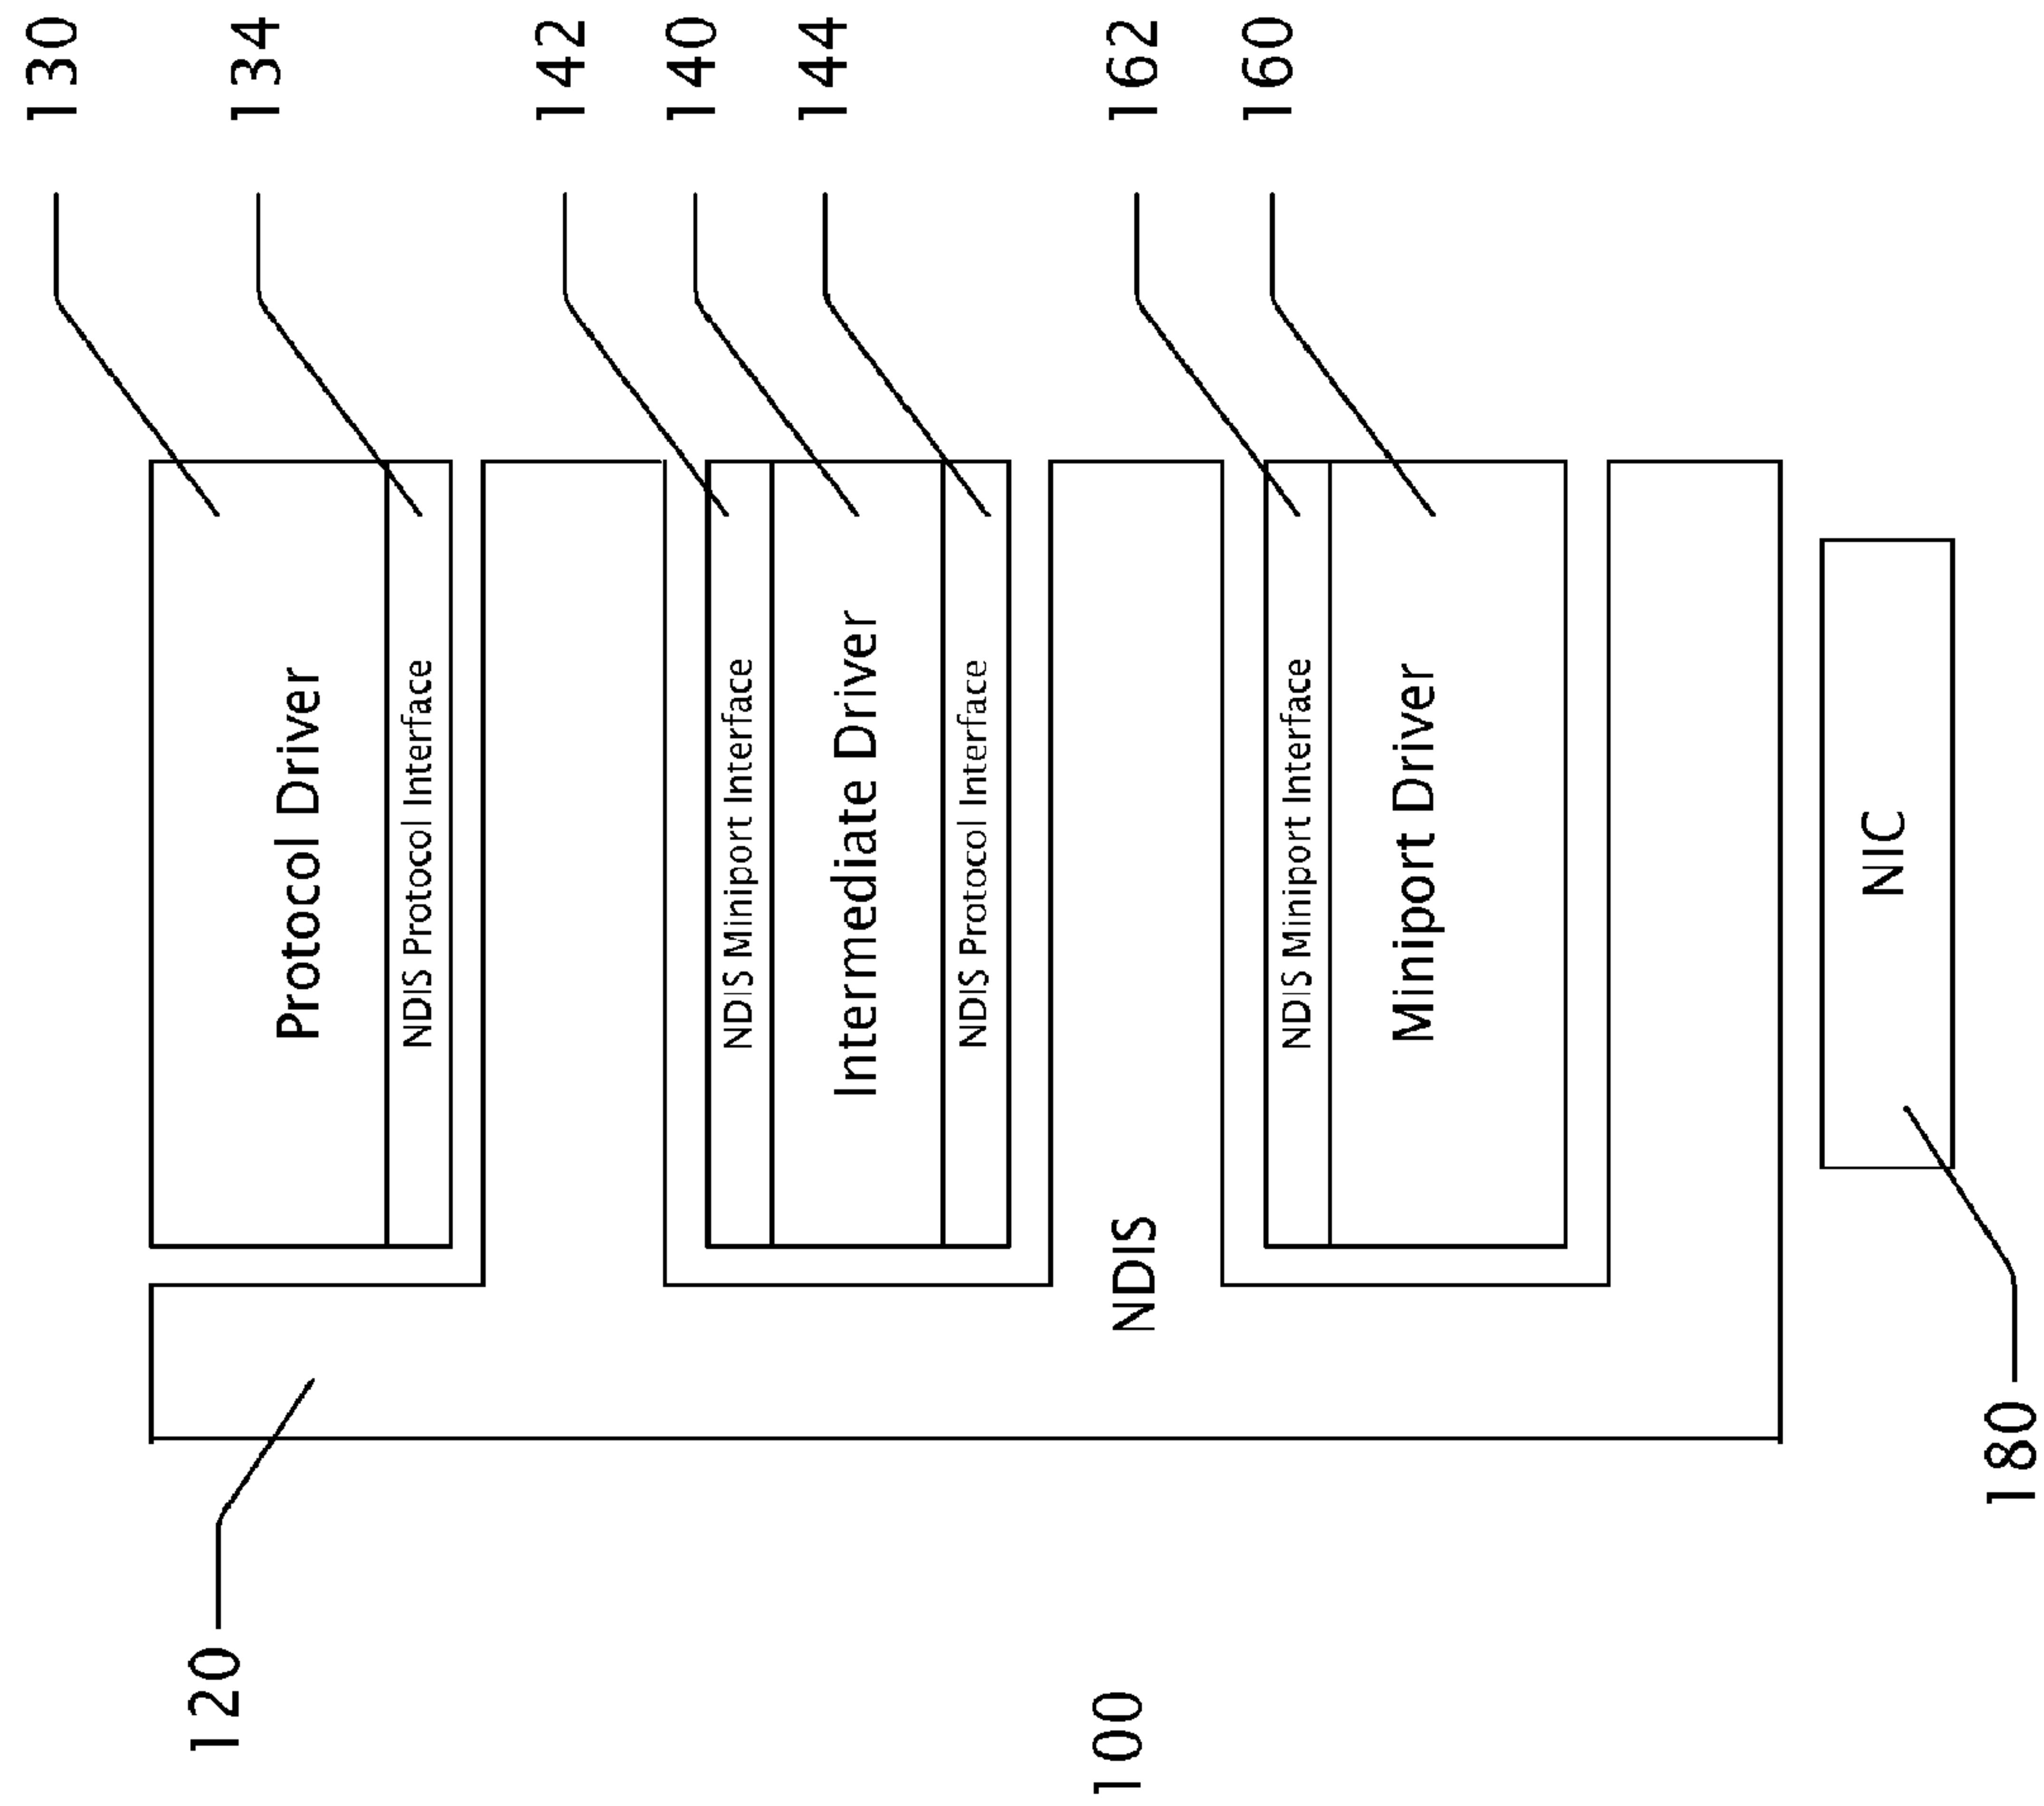 130
Protocol Driver
134
NDIS Protocol Interface
120
142
NDIS Miniport Interface
140
Intermediate Driver
144
NDIS Protocol Interface
100
NDIS
162
NDIS Miniport Interface
160
Miniport Driver
NIC
180